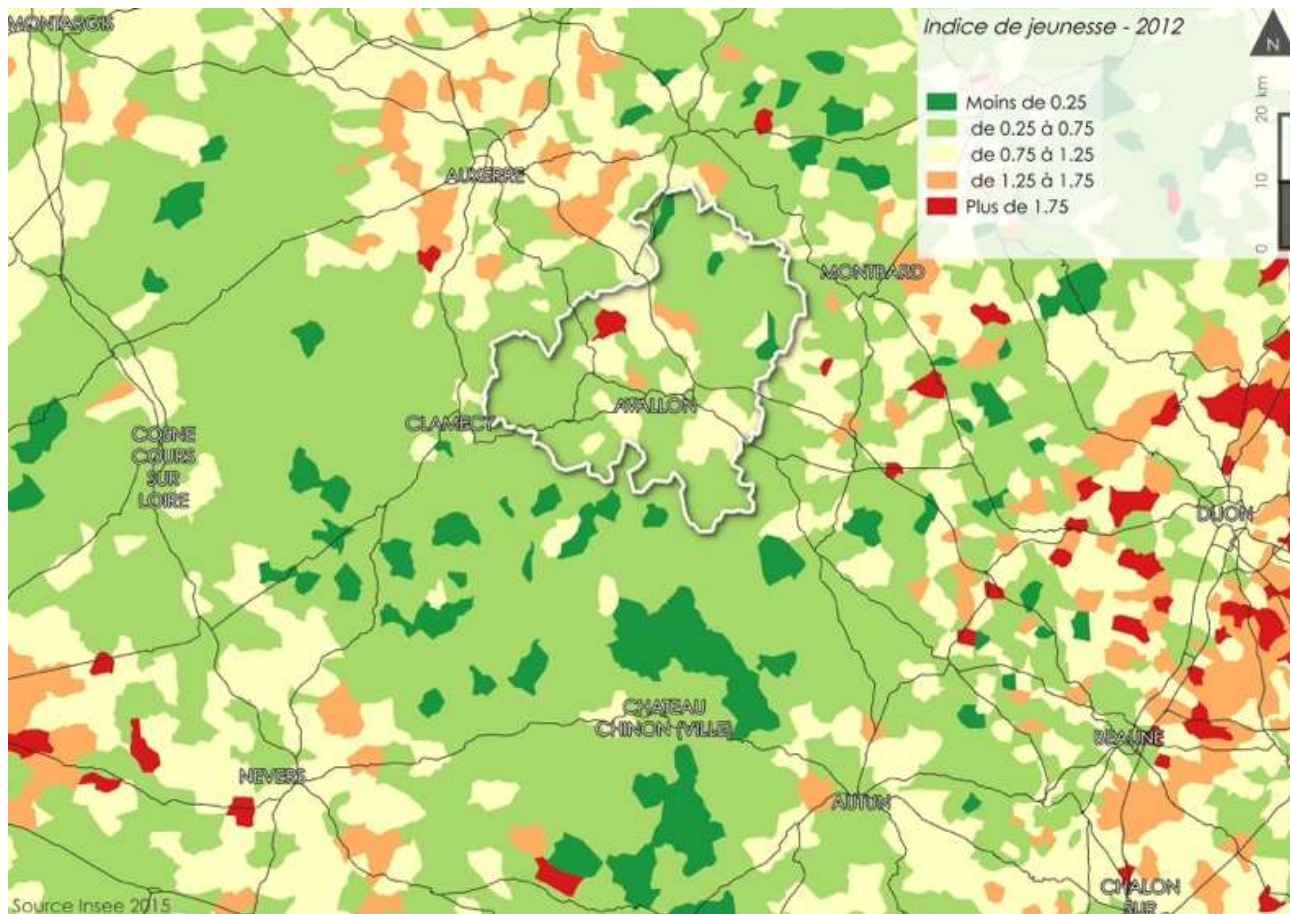 MONTARGIS
Indice de jeunesse - 2012
N
Moins de 0.25
de 0.25 à 0.75
de 0.75 à 1.25
de 1.25 à 1.75
Plus de 1.75
20 km
10
0
AUXERRE
MONTBARD
AVALLON
CLAMECY
COSNE
COURS
SUR
LOIRE
DIJON
CHATEAU
CHINON (VILLE)
BEAUNE
NEVERS
AUTUN
CHALON
SUR
Source Insee 2015